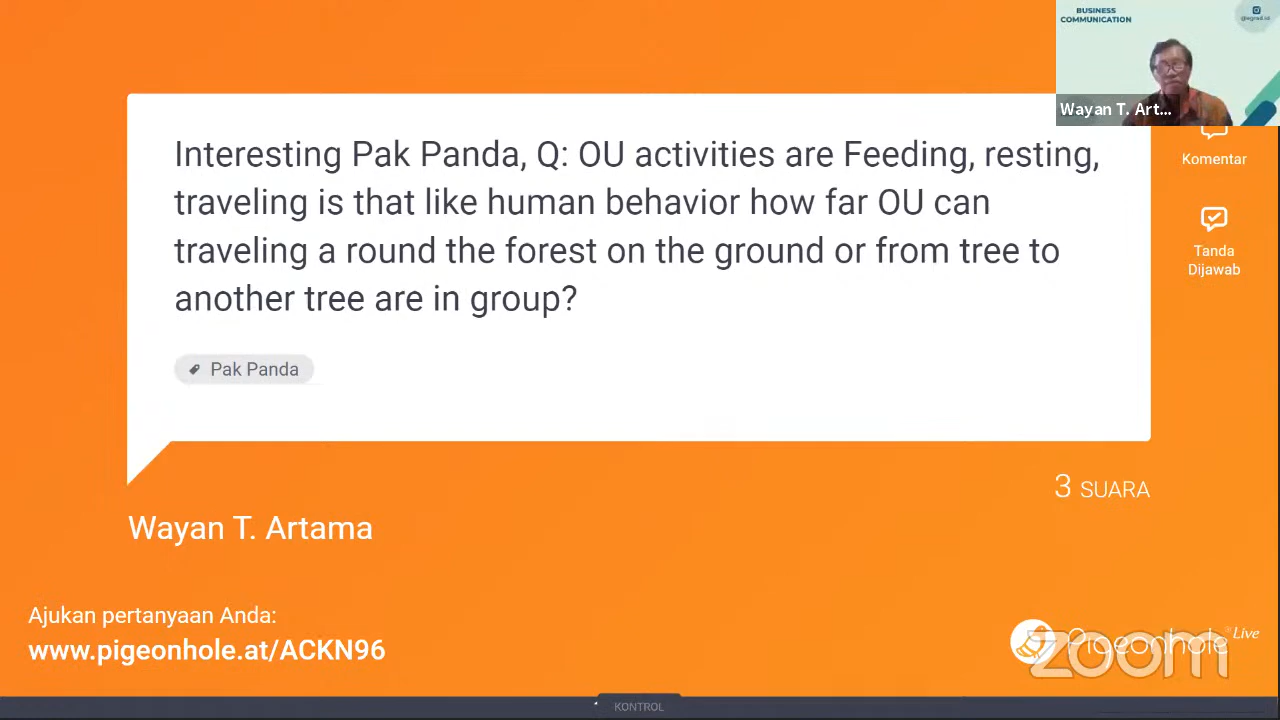 BUSINESS
COMMUNICATION
Wayan T. Art...
Komentar
Tanda
Dijawab
Interesting Pak Panda, Q: OU activities are Feeding, resting,
traveling is that like human behavior how far OU can
traveling a round the forest on the ground or from tree to
another tree are in group?
Pak Panda
3 SUARA
Wayan T. Artama
Ajukan pertanyaan Anda:
www.pigeonhole.at/ACKN96
Pigeonhole Live
zoom
KONTROL